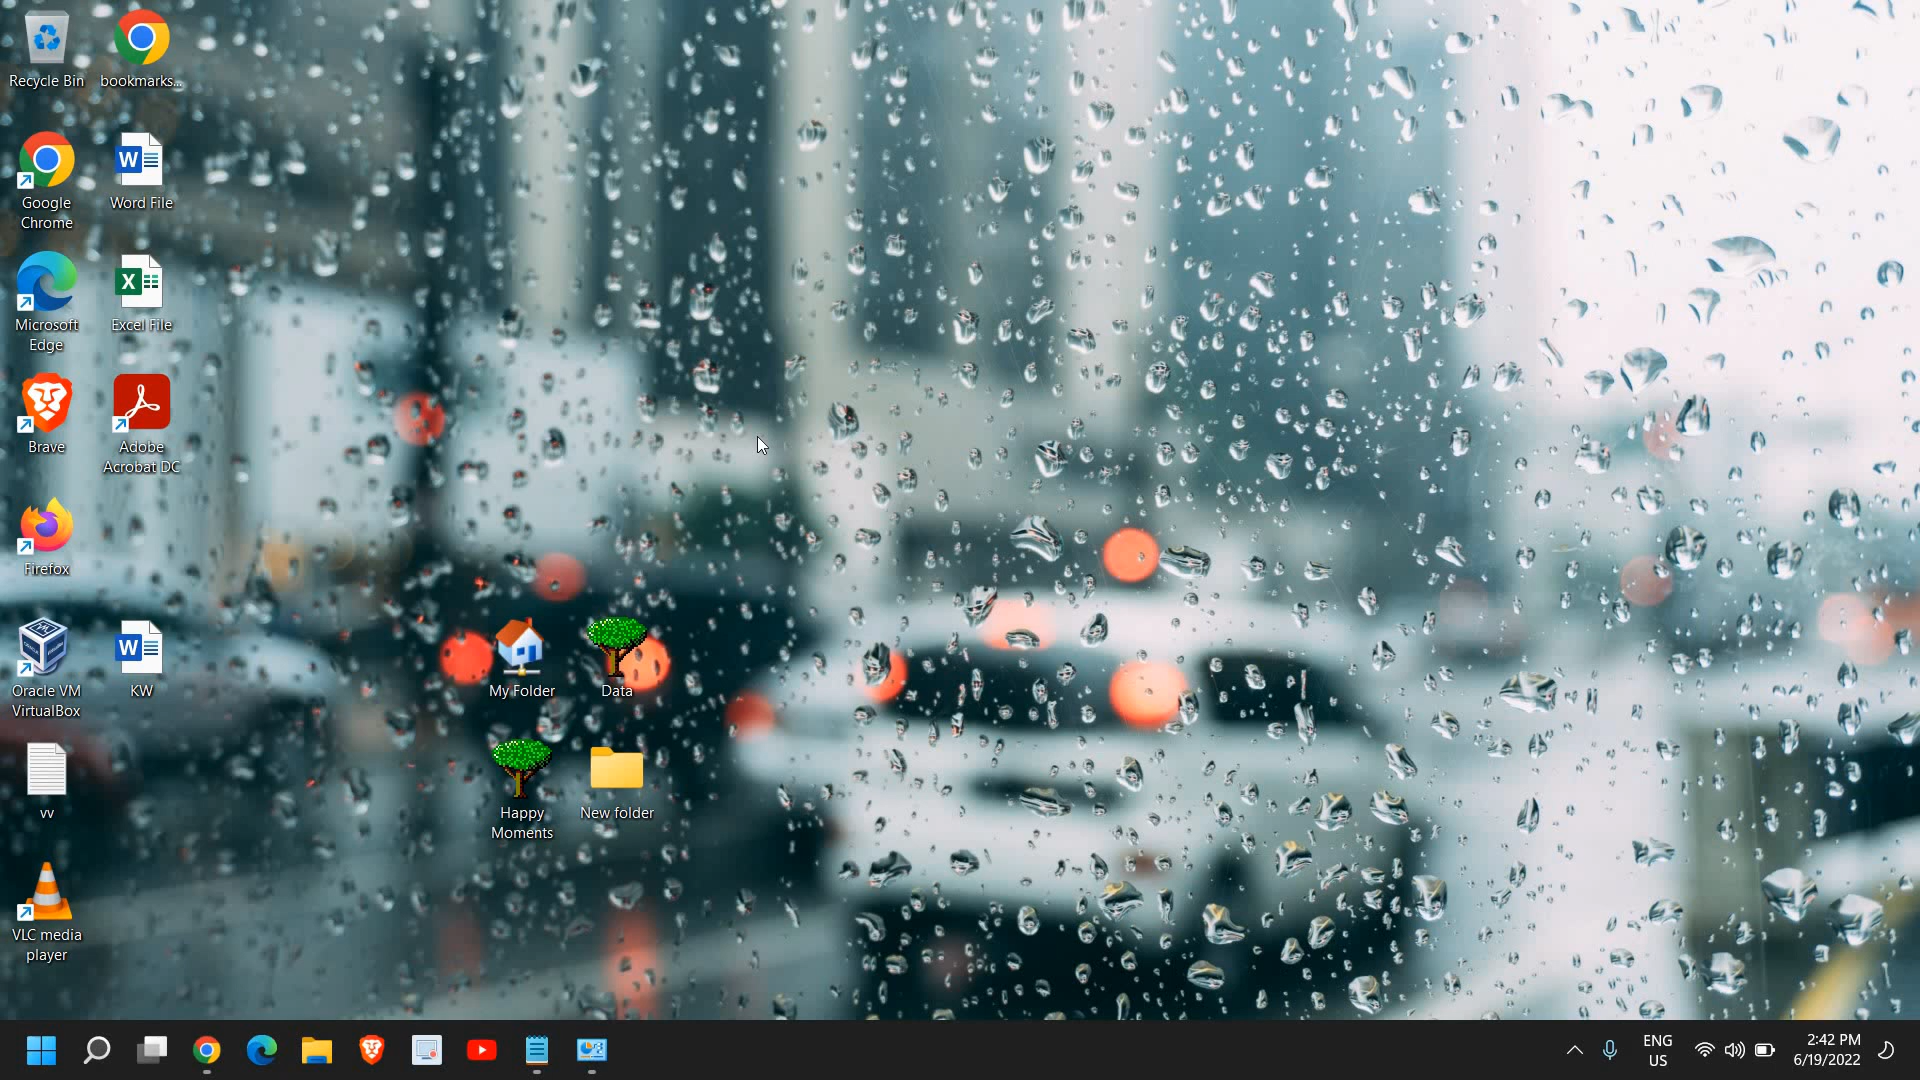 Recycle Bin
bookmarks...
Google
Chrome
Word File
Microsoft
Edge
Excel File
Brave
Adobe
Acrobat DC
Firefox
Oracle VM
VirtualBox
KW
My Folder
Data
vv
Happy
Moments
New folder
VLC media
player
ENG
US
2:42 PM
6/19/2022